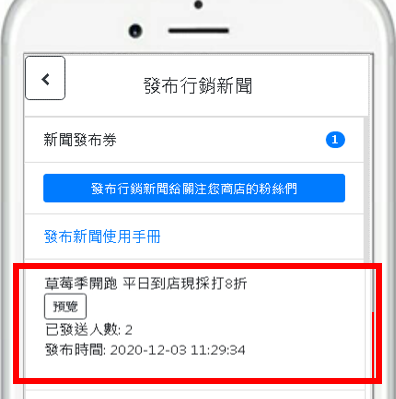 發布行銷新聞
新聞發布券 1
發布行銷新聞給關注您商店的粉絲們
發布新聞使用手冊
草莓季開跑 平日到店現採打8折
預覽
已發送人數: 2
發布時間: 2020-12-03 11:29:34